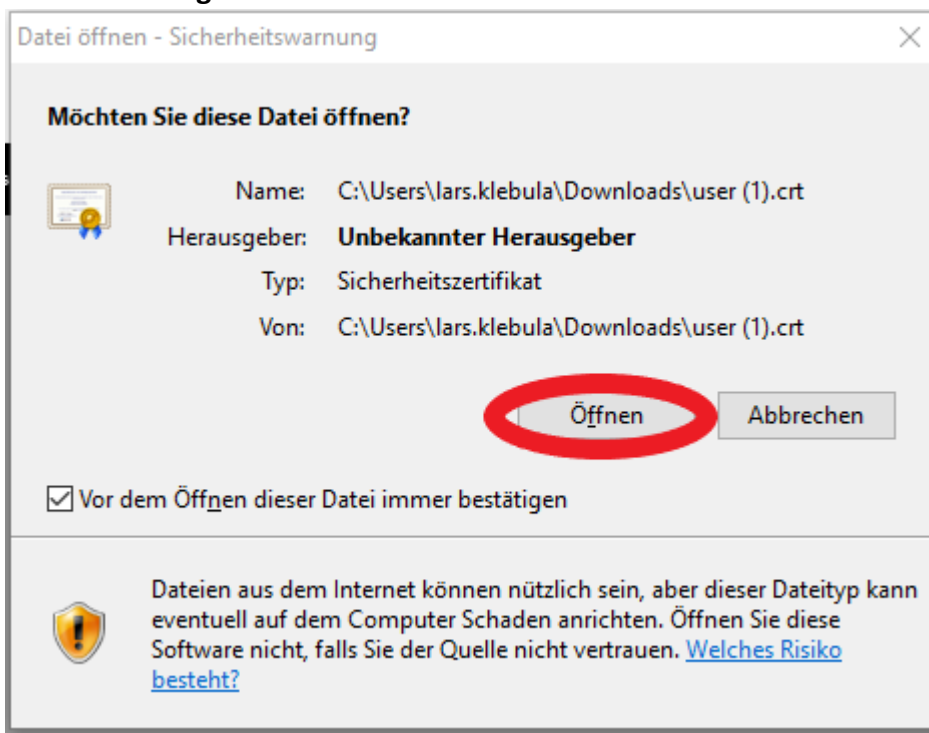 Datei öffnen - Sicherheitswarnung
Möchten Sie diese Datei öffnen?
Name: C:\Users\lars.klebula\Downloads\user (1).crt
Herausgeber: Unbekannter Herausgeber
Typ: Sicherheitszertifikat
Von: C:\Users\lars.klebula\Downloads\user (1).crt
Öffnen Abbrechen
Vor dem Öffnen dieser Datei immer bestätigen
Dateien aus dem Internet können nützlich sein, aber dieser Dateityp kann
eventuell auf dem Computer Schaden anrichten. Öffnen Sie diese
Software nicht, falls Sie der Quelle nicht vertrauen. Welches Risiko
besteht?